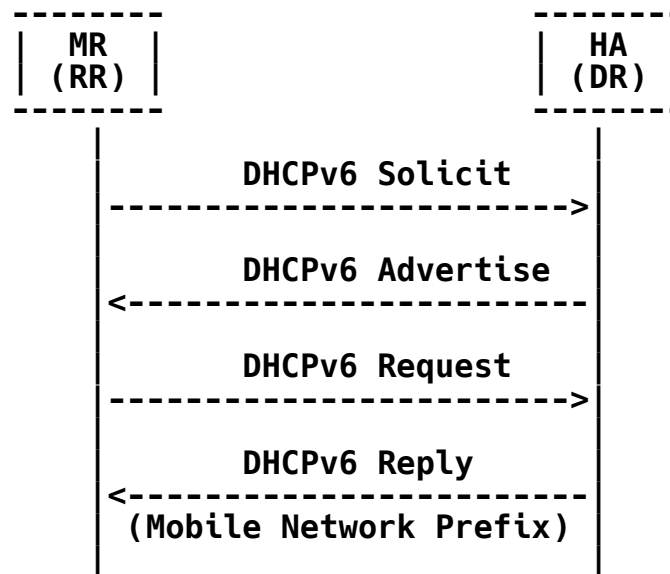 MR HA
(RR) (DR)
DHCPv6 Solicit
DHCPv6 Advertise
DHCPv6 Request
DHCPv6 Reply
(Mobile Network Prefix)